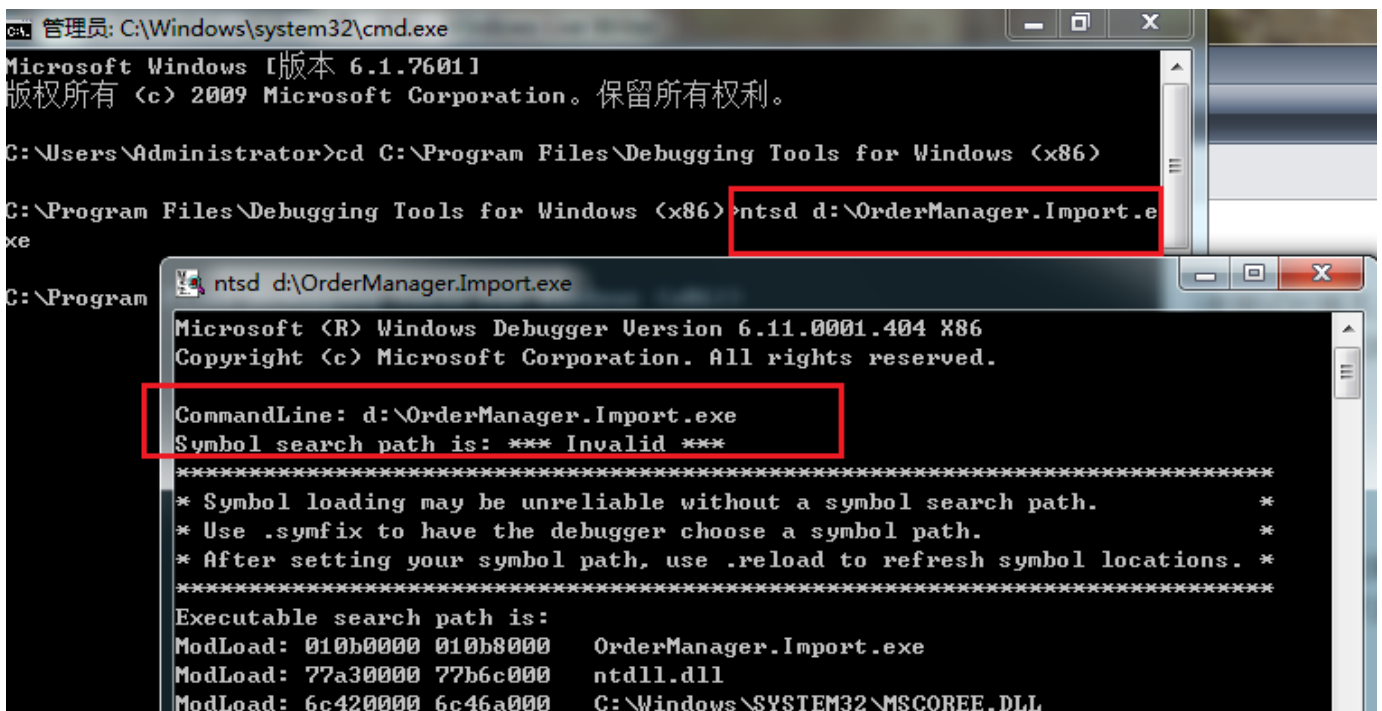 管理员: C:\Windows\system32\cmd.exe
Microsoft Windows [版本 6.1.7601]
版权所有 (c) 2009 Microsoft Corporation。保留所有权利。
C:\Users\Administrator>cd C:\Program Files\Debugging Tools for Windows (x86)
C:\Program Files\Debugging Tools for Windows (x86)>ntsd d:\OrderManager.Import.e
xe
C:\Program
ntsd d:\OrderManager.Import.exe
Microsoft (R) Windows Debugger Version 6.11.0001.404 X86
Copyright (c) Microsoft Corporation. All rights reserved.
CommandLine: d:\OrderManager.Import.exe
Symbol search path is: *** Invalid ***
****************************************************************************
* Symbol loading may be unreliable without a symbol search path.           *
* Use .symfix to have the debugger choose a symbol path.                   *
* After setting your symbol path, use .reload to refresh symbol locations. *
****************************************************************************
Executable search path is:
ModLoad: 010b0000 010b8000   OrderManager.Import.exe
ModLoad: 77a30000 77b6c000   ntdll.dll
ModLoad: 6c420000 6c46a000   C:\Windows\SYSTEM32\MSCOREE.DLL